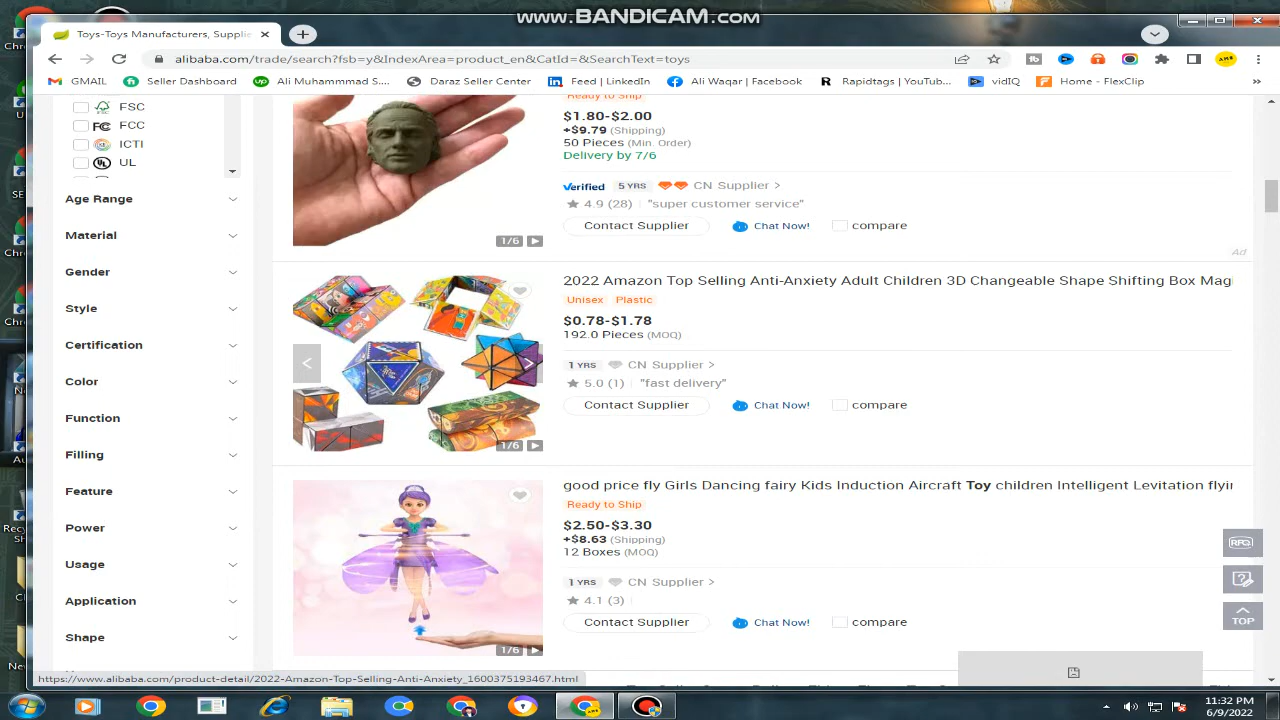 www.BANDICAM.com
Toys-Toys Manufacturers, Supplie
alibaba.com/trade/search?fsb=y&IndexArea=product_en&CatId=&SearchText=toys
GMAIL Seller Dashboard Ali Muhammad S.... Daraz Seller Center Feed | LinkedIn Ali Waqar | Facebook Rapidtags | YouTub... vidIQ Home - FlexClip
FSC
FCC
ICTI
UL
Age Range
Material
Gender
Style
Certification
Color
Function
Filling
Feature
Power
Usage
Application
Shape
Ready to Ship
$1.80-$2.00
+$9.79 (Shipping)
50 Pieces (Min. Order)
Delivery by 7/6
Verified 5 YRS CN Supplier >
4.9 (28) "super customer service"
Contact Supplier Chat Now! compare
1/6
Ad
2022 Amazon Top Selling Anti-Anxiety Adult Children 3D Changeable Shape Shifting Box Mag
Unisex Plastic
$0.78-$1.78
192.0 Pieces (MOQ)
1 YRS CN Supplier >
5.0 (1) "fast delivery"
Contact Supplier Chat Now! compare
1/6
good price fly Girls Dancing fairy Kids Induction Aircraft Toy children Intelligent Levitation flyi
Ready to Ship
$2.50-$3.30
+$8.63 (Shipping)
12 Boxes (MOQ)
1 YRS CN Supplier >
4.1 (3)
Contact Supplier Chat Now! compare
1/6
RFQ
TOP
https://www.alibaba.com/product-detail/2022-Amazon-Top-Selling-Anti-Anxiety_1600375193467.html
11:32 PM
6/9/2022